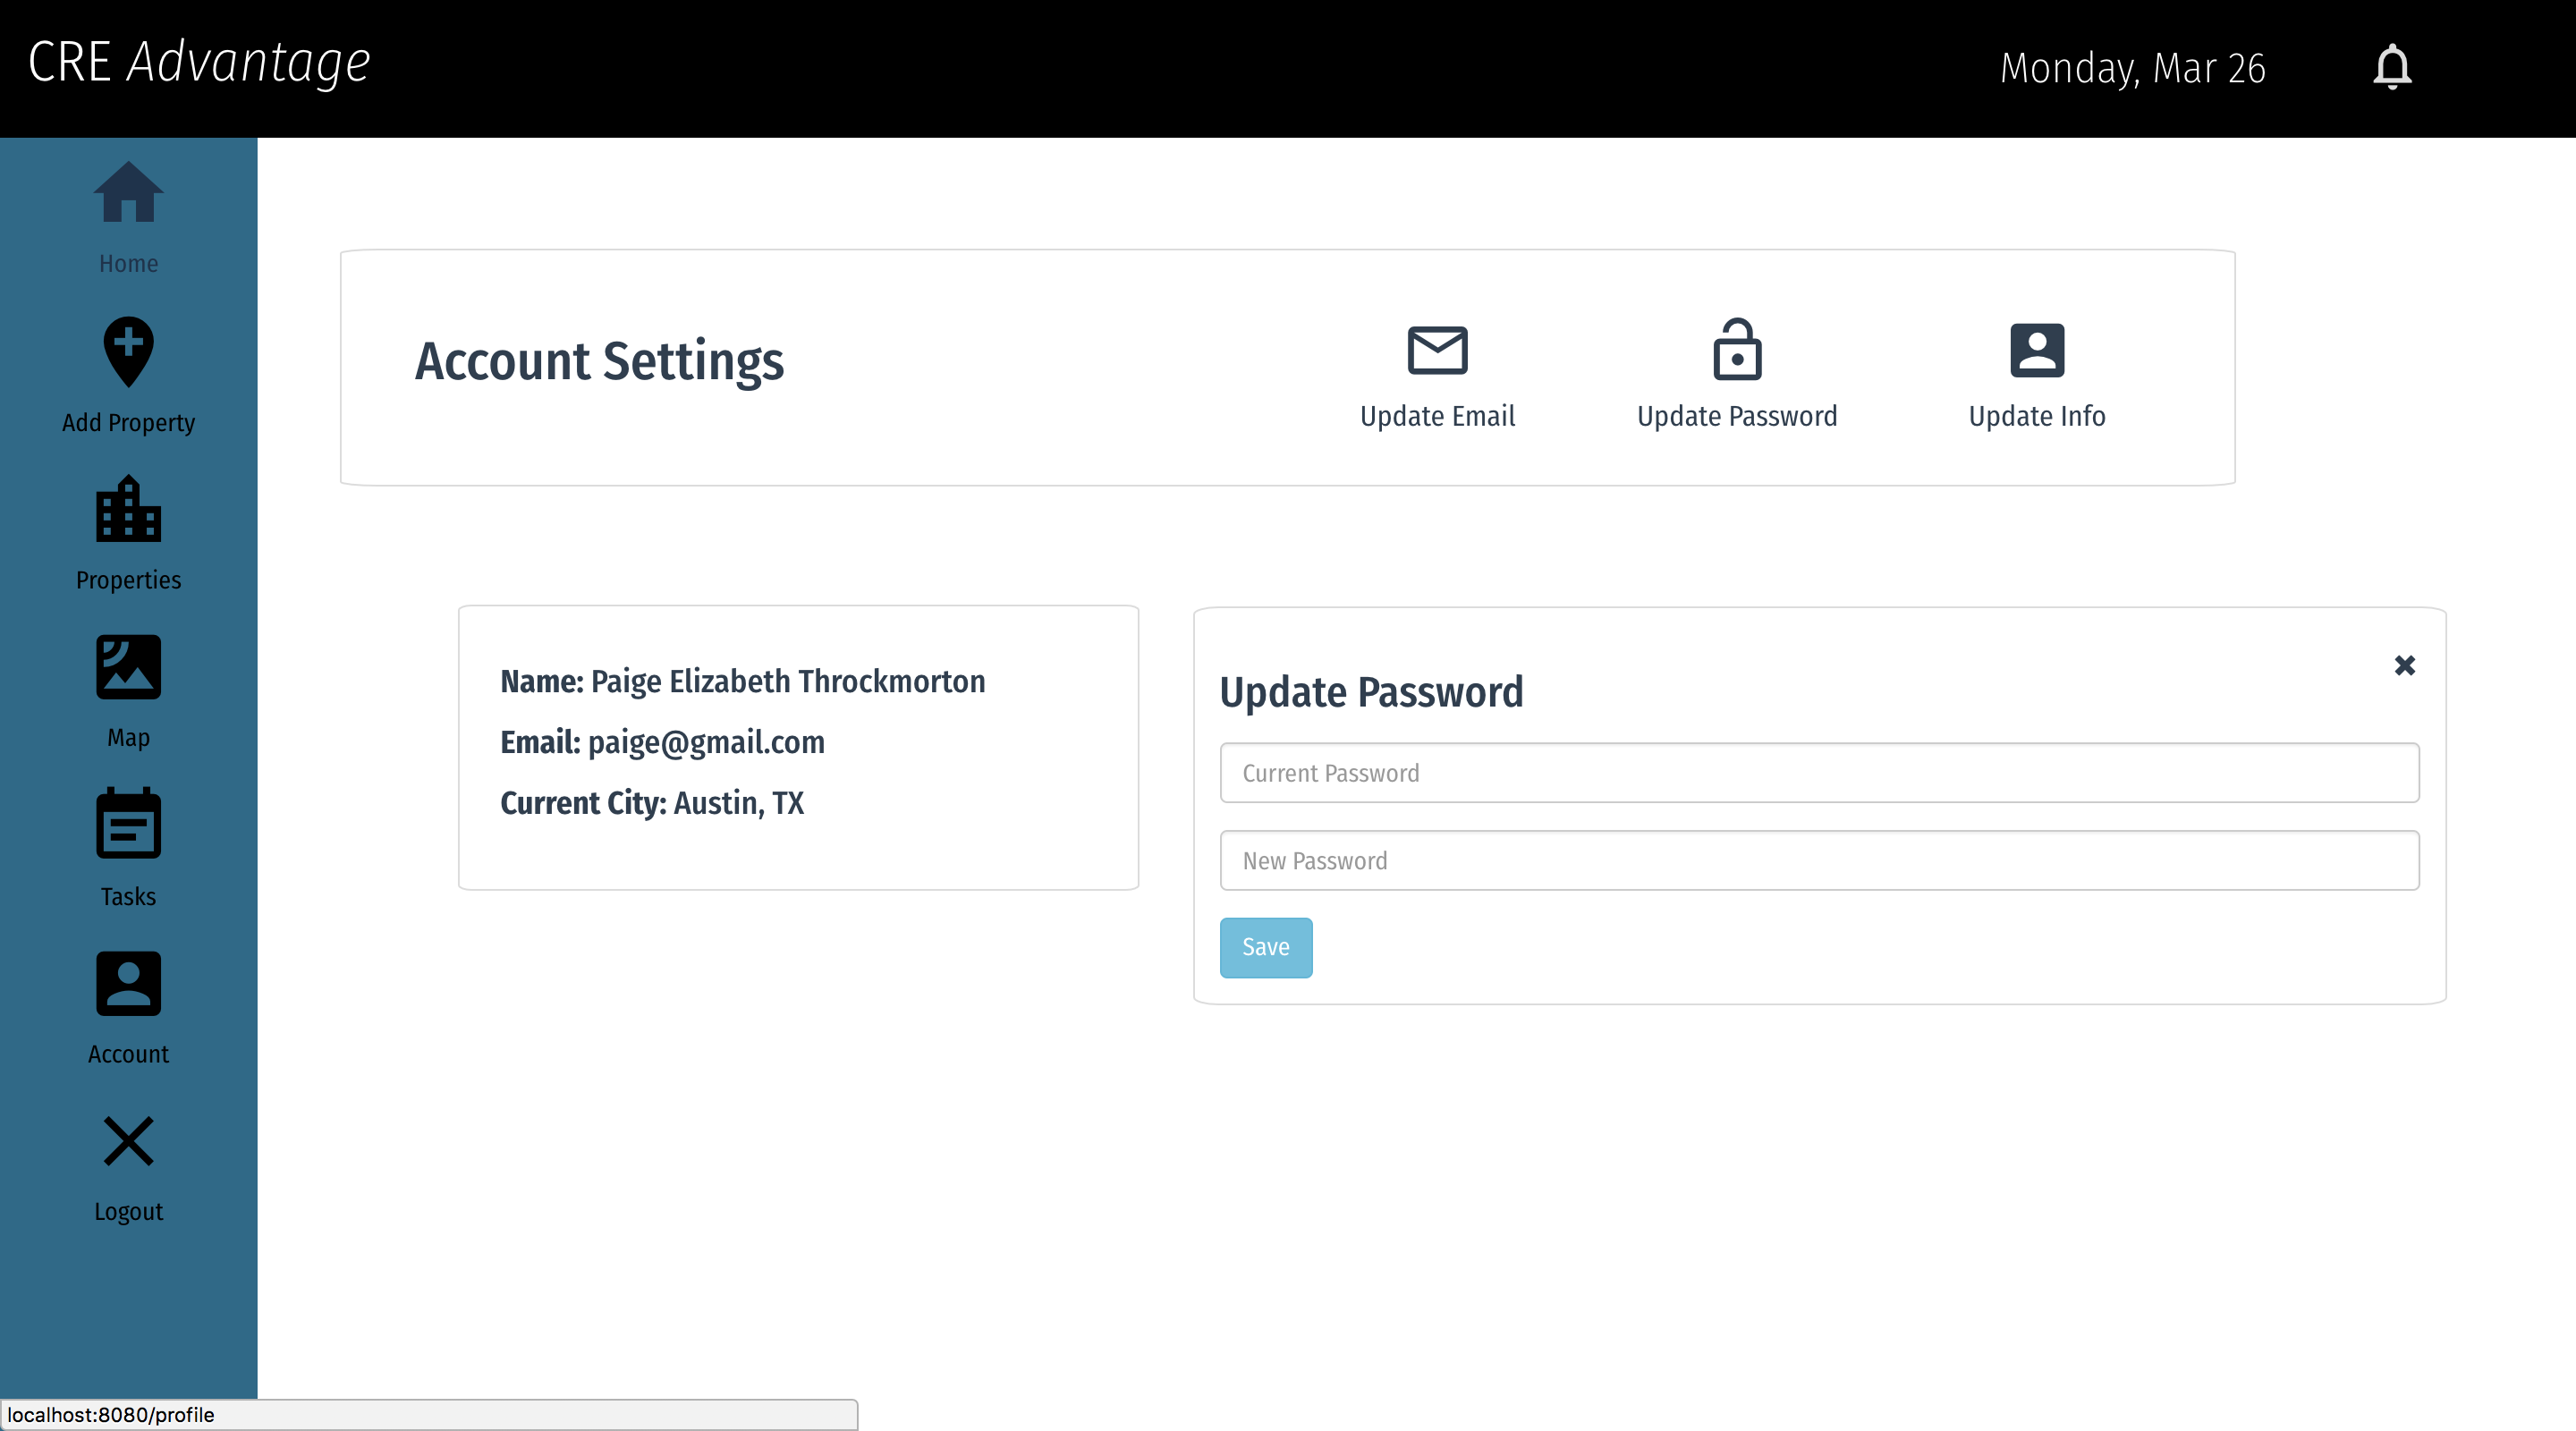 CRE Advantage
Monday, Mar 26
Home
Add Property
Properties
Map
Tasks
Account
Logout
Account Settings
Update Email
Update Password
Update Info
Name: Paige Elizabeth Throckmorton
Email: paige@gmail.com
Current City: Austin, TX
Update Password
Current Password
New Password
Save
localhost:8080/profile